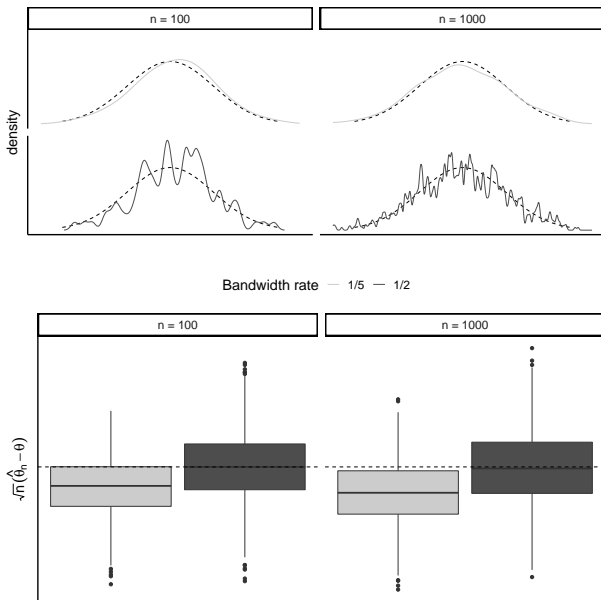 n = 100
n = 1000
density
Bandwidth rate 1/5 1/2
n = 100
n = 1000
√n(θ̂n − θ)